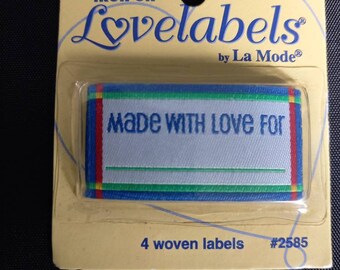 Lovelabels®
by La Mode®
Made with Love for
4 woven labels #2585